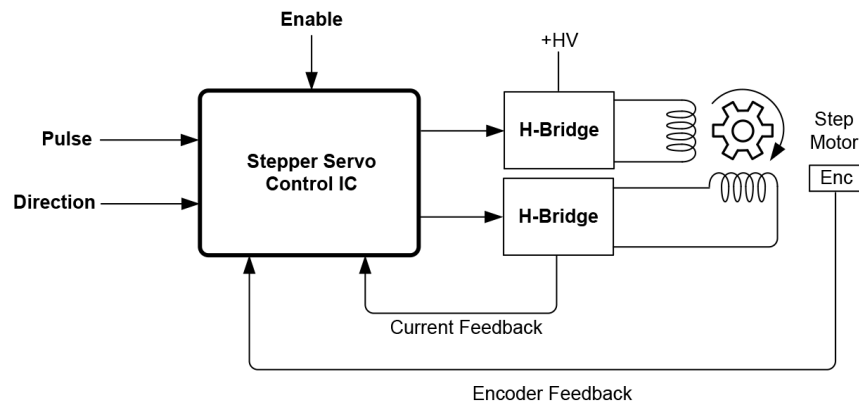 Enable
+HV
Pulse
Direction
Stepper Servo
Control IC
H-Bridge
H-Bridge
Step
Motor
Enc
Current Feedback
Encoder Feedback